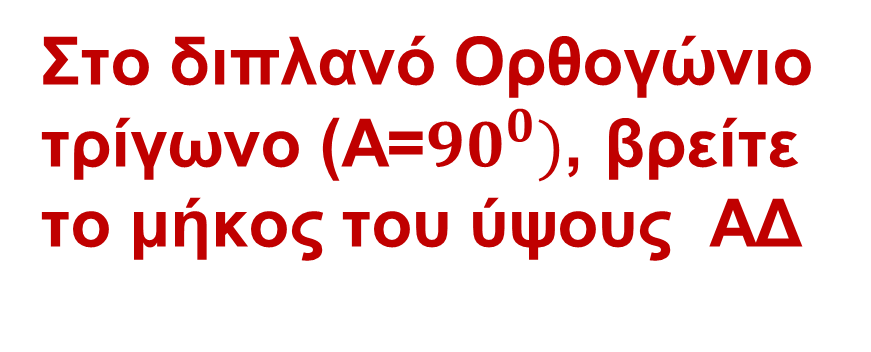 Στο διπλανό Ορθογώνιο
τρίγωνο (Α=90⁰), βρείτε
το μήκος του ύψους ΑΔ